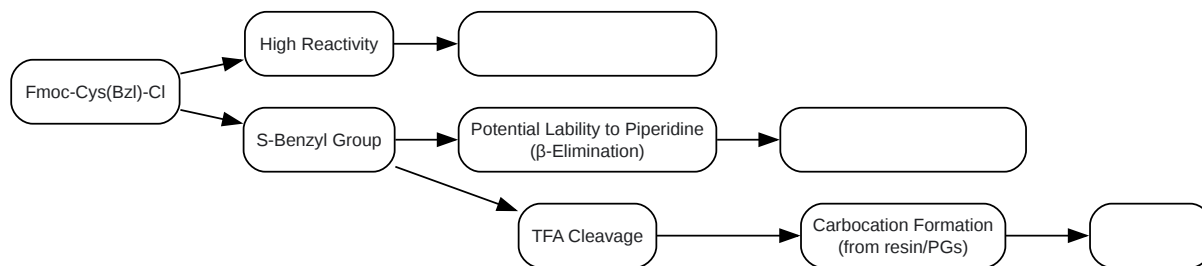 High Reactivity
Fmoc-Cys(Bzl)-Cl
S-Benzyl Group
Potential Lability to Piperidine
(β-Elimination)
TFA Cleavage
Carbocation Formation
(from resin/PGs)